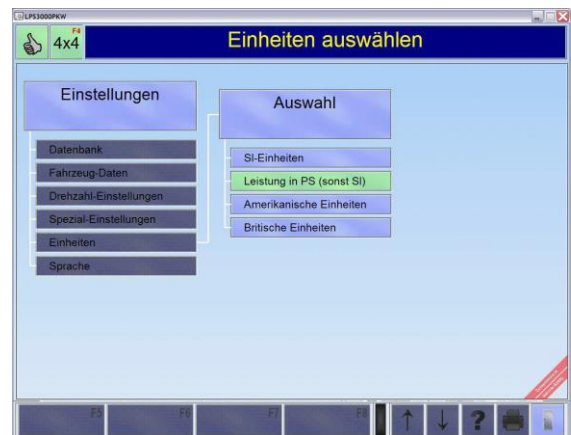 LPS3000PKW
F4
4x4
Einheiten auswählen
Einstellungen
Auswahl
Datenbank
Fahrzeug-Daten
Drehzahl-Einstellungen
Spezial-Einstellungen
Einheiten
Sprache
SI-Einheiten
Leistung in PS (sonst SI)
Amerikanische Einheiten
Britische Einheiten
F5
F6
F7
F8
?